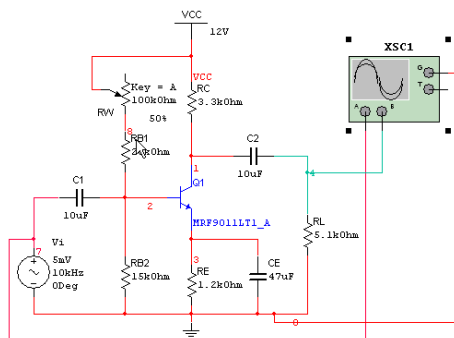 VCC
12V
XSC1
G
T
A
B
VCC
Key = A
100kOhm
RW
50%
RC
3.3kOhm
8
RB1
C2
10uF
1
4
Q1
C1
10uF
2
MRF9011LT1_A
RL
5.1kOhm
7
Vi
5mV
10kHz
0Deg
RB2
15kOhm
3
RE
1.2kOhm
CE
47uF
0